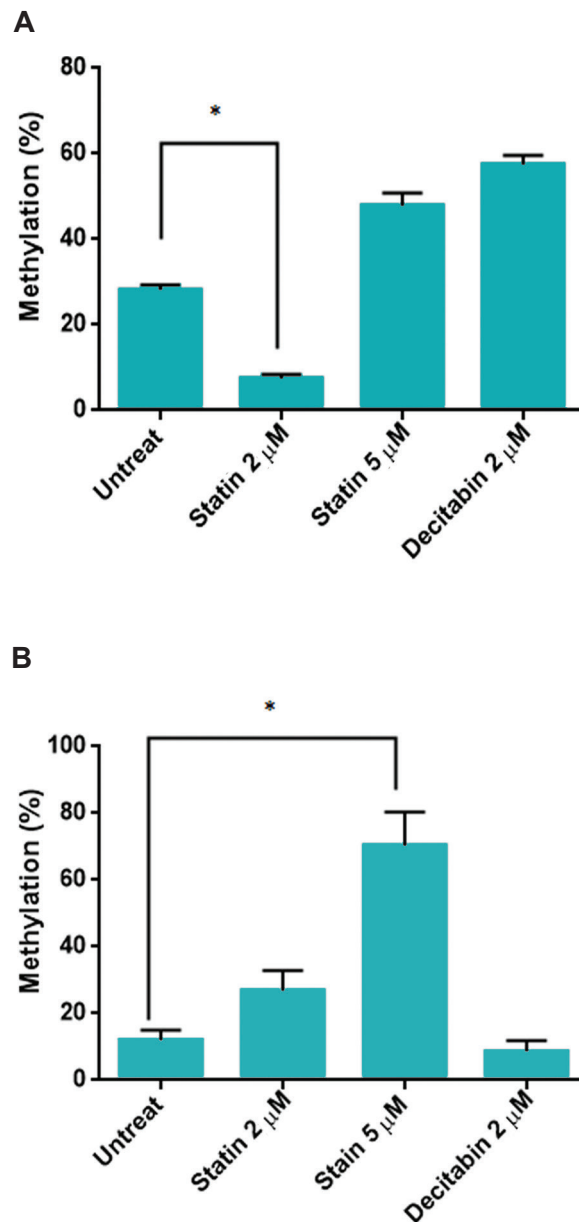 A
Methylation (%)
80
60
40
20
0
*
Untreat
Statin 2 μM
Statin 5 μM
Decitabin 2 μM
B
Methylation (%)
100
80
60
40
20
0
*
Untreat
Statin 2 μM
Stain 5 μM
Decitabin 2 μM